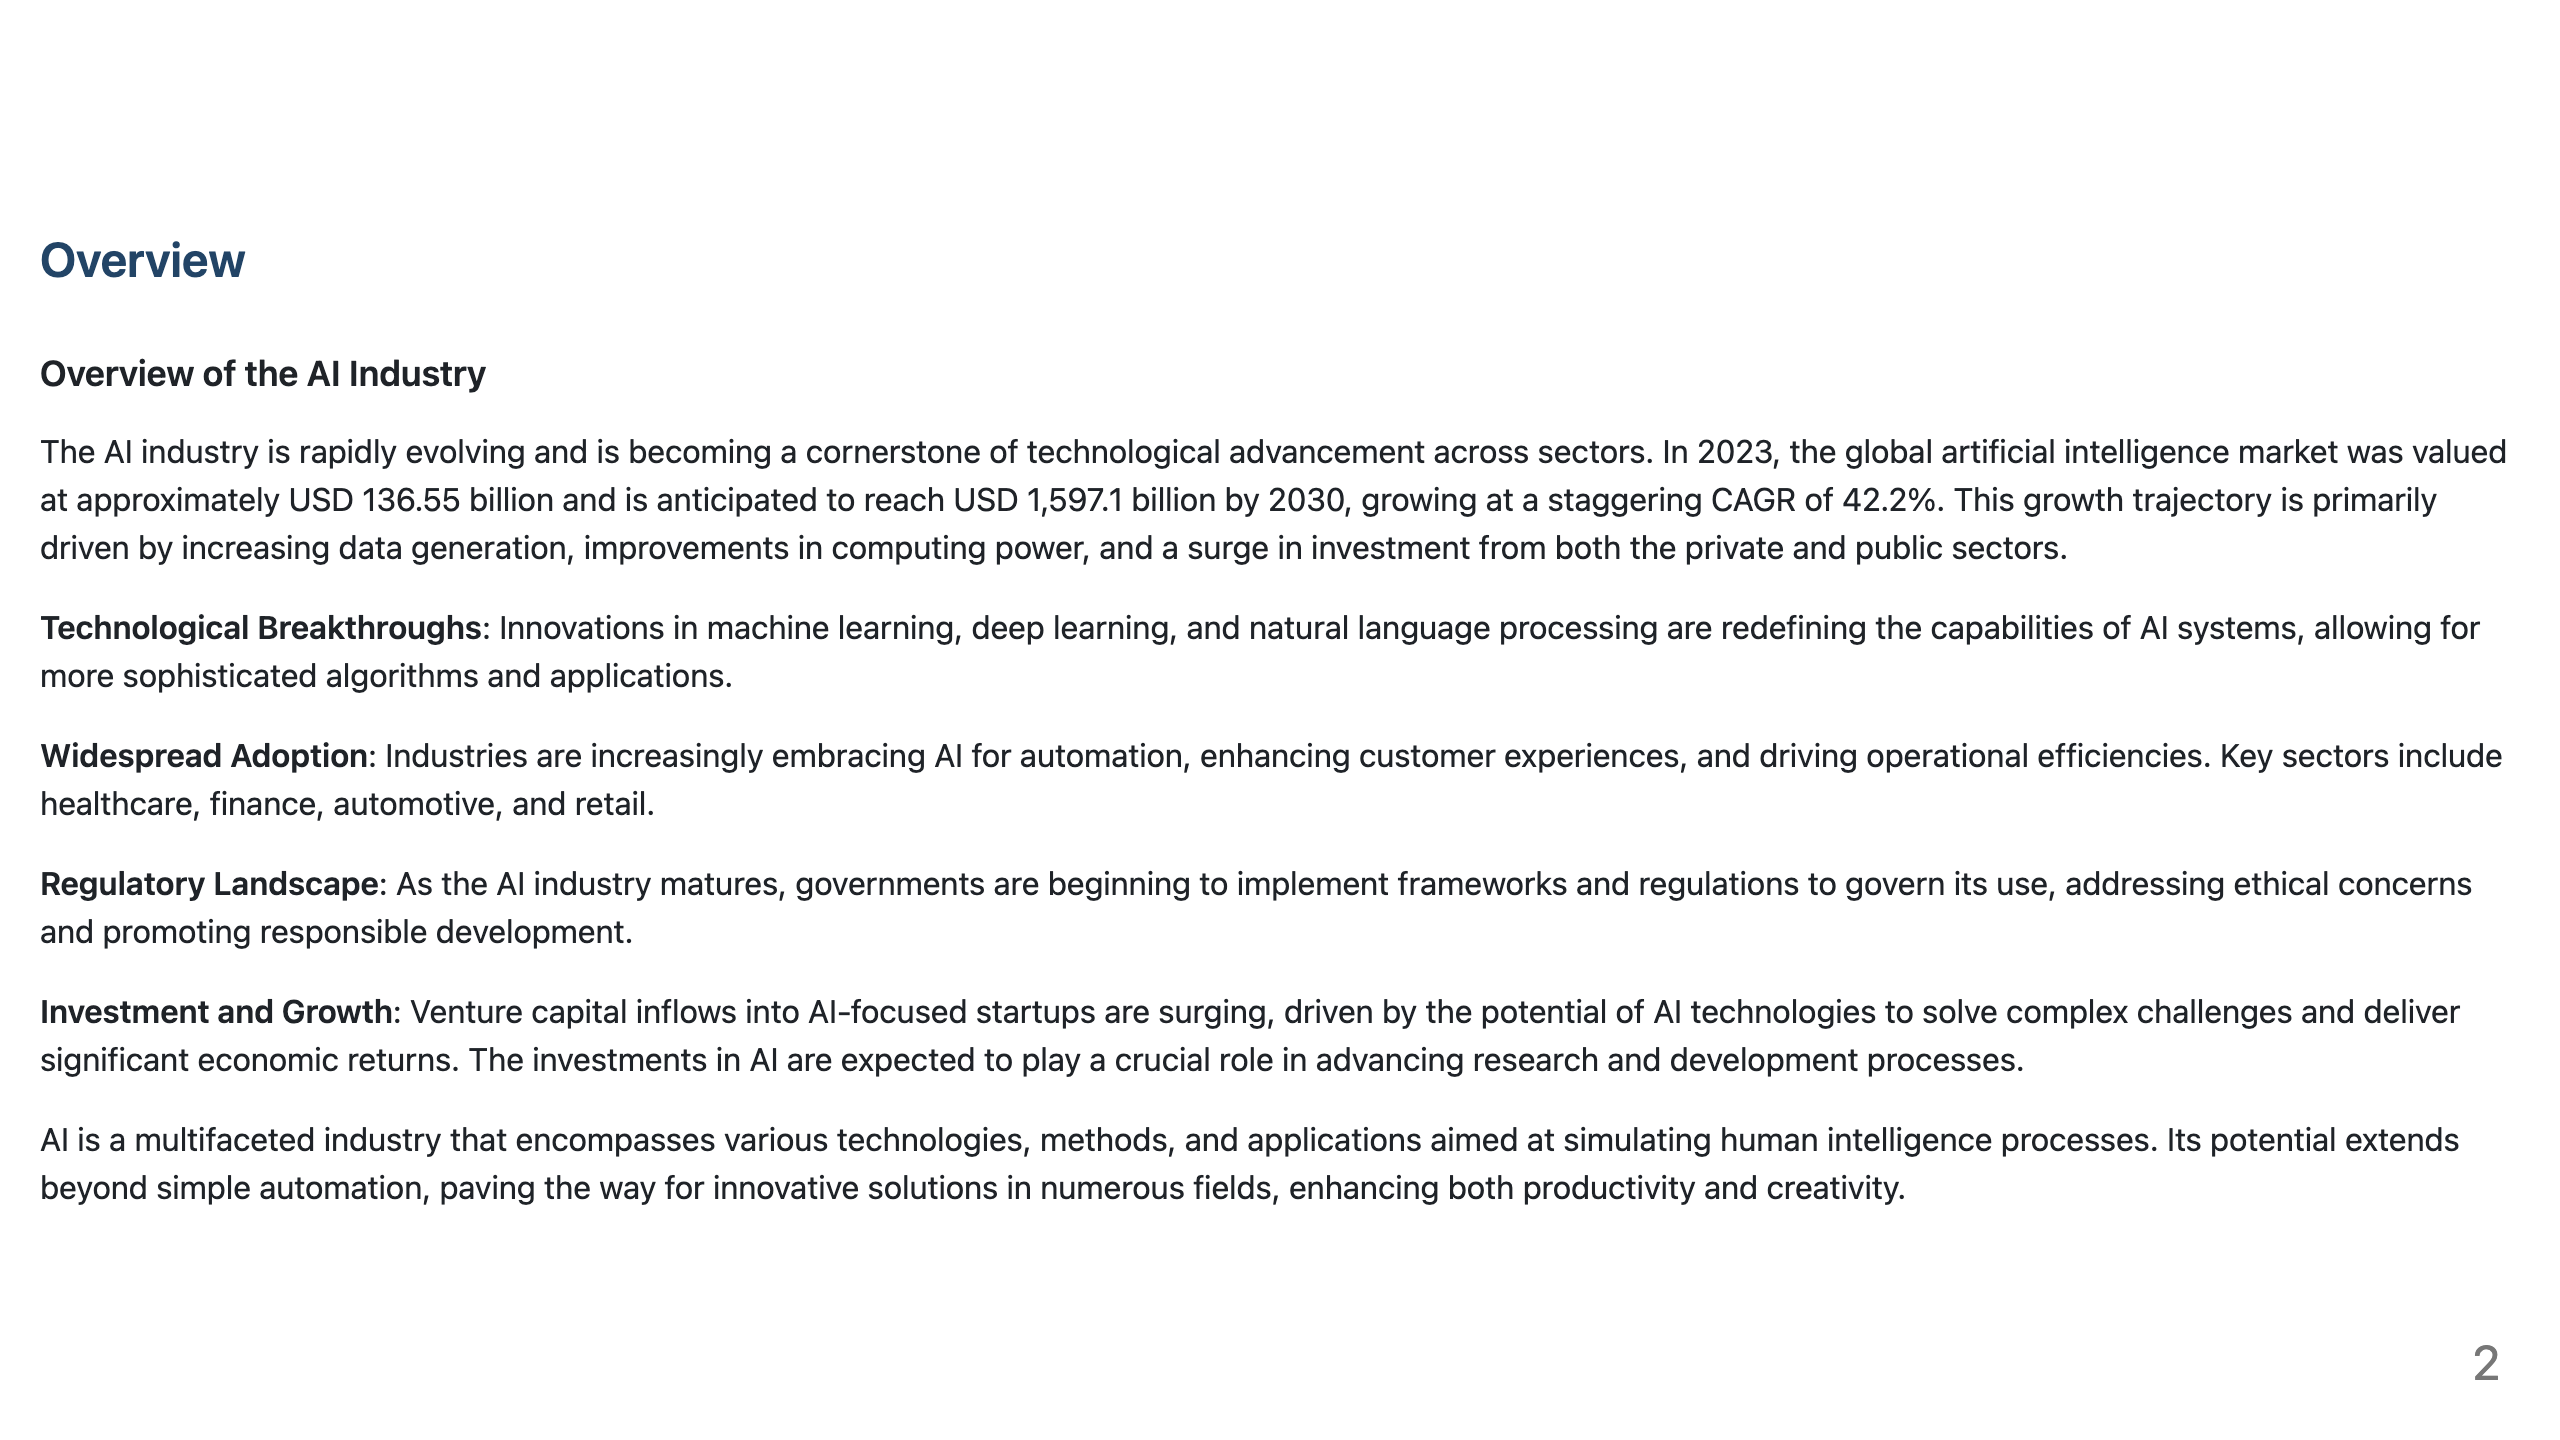 Overview
Overview of the AI Industry
The AI industry is rapidly evolving and is becoming a cornerstone of technological advancement across sectors. In 2023, the global artificial intelligence market was valued
at approximately USD 136.55 billion and is anticipated to reach USD 1,597.1 billion by 2030, growing at a staggering CAGR of 42.2%. This growth trajectory is primarily
driven by increasing data generation, improvements in computing power, and a surge in investment from both the private and public sectors.
Technological Breakthroughs: Innovations in machine learning, deep learning, and natural language processing are redefining the capabilities of AI systems, allowing for
more sophisticated algorithms and applications.
Widespread Adoption: Industries are increasingly embracing AI for automation, enhancing customer experiences, and driving operational efficiencies. Key sectors include
healthcare, finance, automotive, and retail.
Regulatory Landscape: As the AI industry matures, governments are beginning to implement frameworks and regulations to govern its use, addressing ethical concerns
and promoting responsible development.
Investment and Growth: Venture capital inflows into AI-focused startups are surging, driven by the potential of AI technologies to solve complex challenges and deliver
significant economic returns. The investments in AI are expected to play a crucial role in advancing research and development processes.
AI is a multifaceted industry that encompasses various technologies, methods, and applications aimed at simulating human intelligence processes. Its potential extends
beyond simple automation, paving the way for innovative solutions in numerous fields, enhancing both productivity and creativity.
2